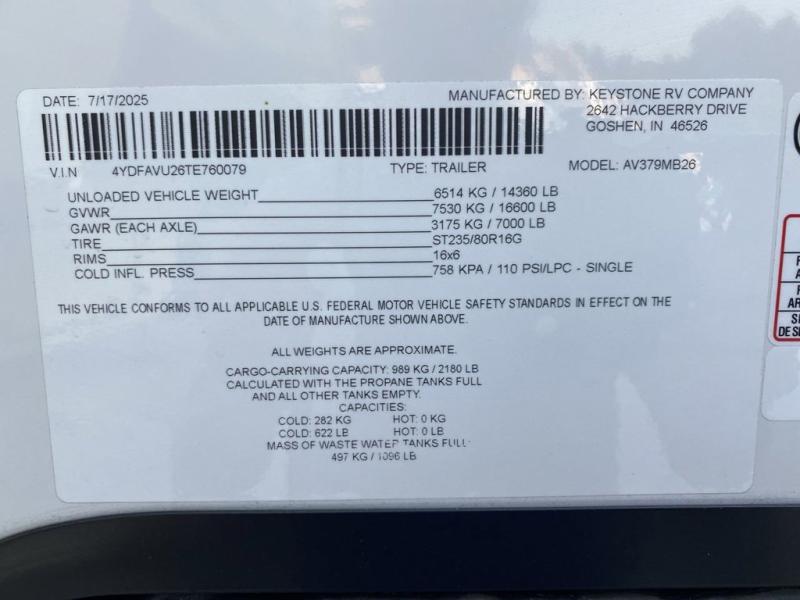 DATE: 7/17/2025
MANUFACTURED BY: KEYSTONE RV COMPANY
2642 HACKBERRY DRIVE
GOSHEN, IN 46526
V.I.N 4YDFAVU26TE760079 TYPE: TRAILER MODEL: AV379MB26
UNLOADED VEHICLE WEIGHT 6514 KG / 14360 LB
GVWR 7530 KG / 16600 LB
GAWR (EACH AXLE) 3175 KG / 7000 LB
TIRE ST235/80R16G
RIMS 16x6
COLD INFL. PRESS 758 KPA / 110 PSI/LPC - SINGLE
THIS VEHICLE CONFORMS TO ALL APPLICABLE U.S. FEDERAL MOTOR VEHICLE SAFETY STANDARDS IN EFFECT ON THE
DATE OF MANUFACTURE SHOWN ABOVE.
ALL WEIGHTS ARE APPROXIMATE.
CARGO-CARRYING CAPACITY: 989 KG / 2180 LB
CALCULATED WITH THE PROPANE TANKS FULL
AND ALL OTHER TANKS EMPTY.
CAPACITIES:
COLD: 282 KG HOT: 0 KG
COLD: 622 LB HOT: 0 LB
MASS OF WASTE WATER TANKS FULL:
497 KG / 1096 LB